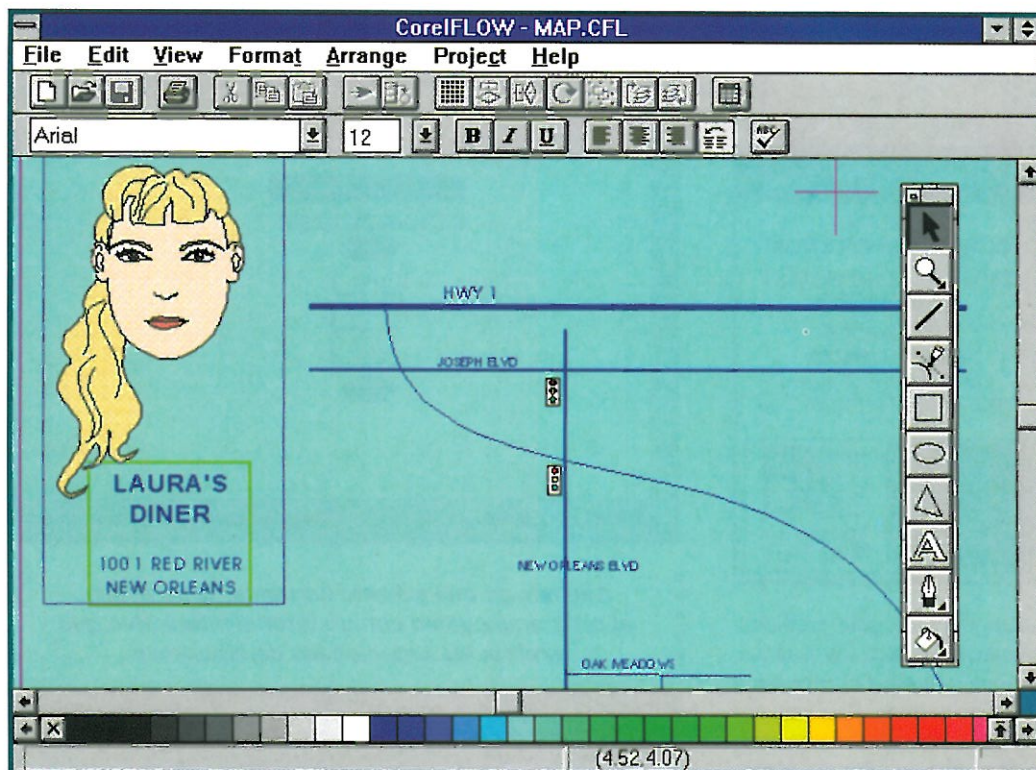 CorelFLOW - MAP.CFL
File Edit View Format Arrange Project Help
Arial 12 B I U ABC
HWY 1
JOSEPH BLVD
LAURA'S
DINER
1001 RED RIVER
NEW ORLEANS
NEW ORLEANS BLVD
OAK MEADOWS
A
(4.52,4.07)